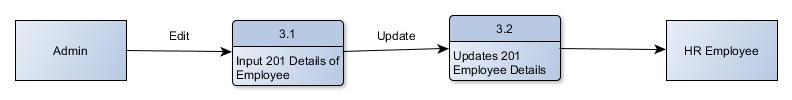 Admin
Edit
3.1
Input 201 Details of
Employee
Update
3.2
Updates 201
Employee Details
HR Employee